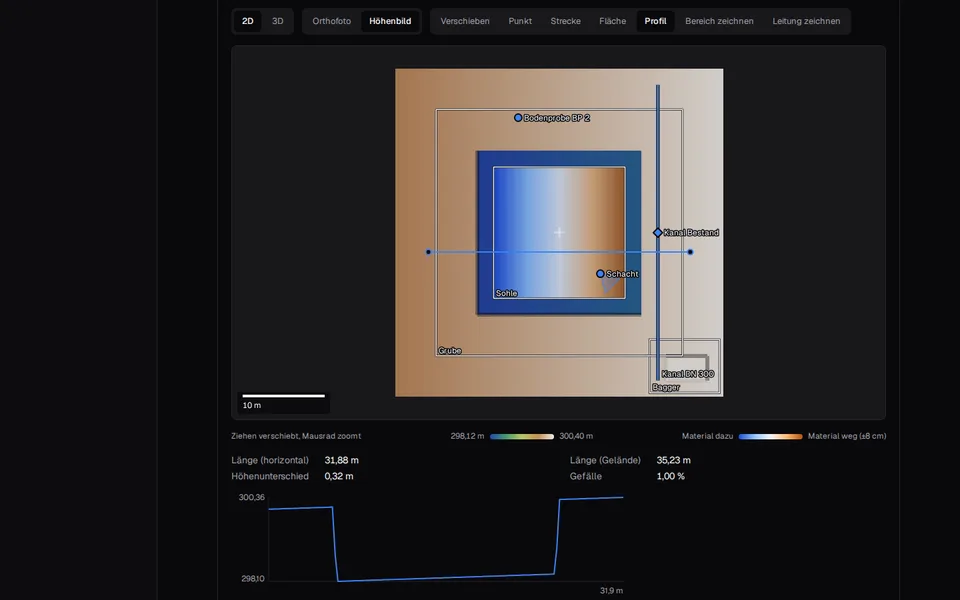 2D 3D Orthofoto Höhenbild Verschieben Punkt Strecke Fläche Profil Bereich zeichnen Leitung zeichnen
Bodenprobe BP 2
Kanal Bestand
Schacht
Sohle
Grube
Kanal DN 300
Bagger
10 m
Ziehen verschiebt, Mausrad zoomt 298,12 m 300,40 m Material dazu Material weg (±8 cm)
Länge (horizontal) 31,88 m Länge (Gelände) 35,23 m
Höhenunterschied 0,32 m Gefälle 1,00 %
300,36
298,10
31,9 m